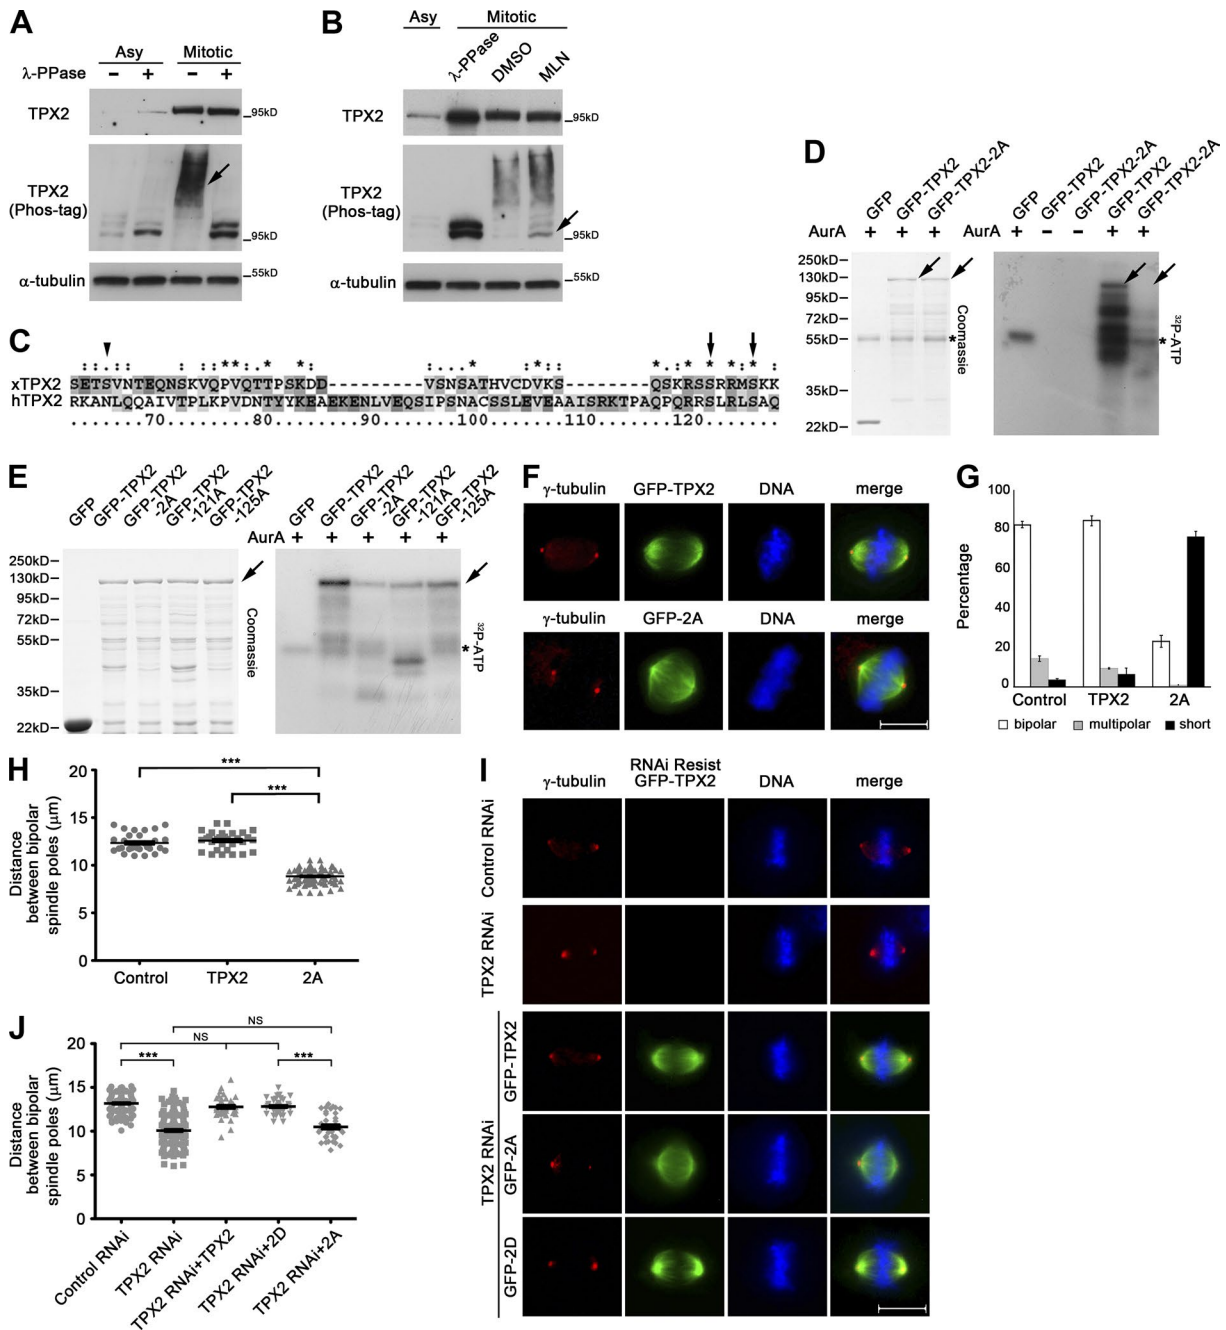 A
Asy Mitotic
λ-PPase − + − +
TPX2
95kD
TPX2
(Phos-tag)
95kD
α-tubulin
55kD
B
Asy Mitotic
λ-PPase DMSO MLN
TPX2
95kD
TPX2
(Phos-tag)
95kD
α-tubulin
55kD
C
xTPX2 SETSVNTEQNSKVQPVQTTPSKDD---------VSNSATHVCDVKS--------QSKRSSRRMSKK
hTPX2 RKANLQQAIVTPLKPVDNTYYKEAEKENLVEQSIPSNACSSLEVEAAISRKTPAQPQRRSLRLSAQ
70 80 90 100 110 120
D
GFP GFP-TPX2 GFP-TPX2-2A
AurA + + +
250kD
130kD
95kD
72kD
55kD
35kD
22kD
*
Coomassie
GFP GFP-TPX2 GFP-TPX2-2A GFP-TPX2 GFP-TPX2-2A
AurA + − − + +
*
32P-ATP
E
GFP GFP-TPX2 GFP-TPX2-2A GFP-TPX2-121A GFP-TPX2-125A
250kD
130kD
95kD
72kD
55kD
35kD
22kD
Coomassie
GFP GFP-TPX2 GFP-TPX2-2A GFP-TPX2-121A GFP-TPX2-125A
AurA + + + + +
*
32P-ATP
F
γ-tubulin GFP-TPX2 DNA merge
γ-tubulin GFP-2A DNA merge
G
Percentage
100
80
60
40
20
0
Control TPX2 2A
bipolar multipolar short
H
Distance
between bipolar
spindle poles (μm)
20
15
10
5
0
***
***
Control TPX2 2A
I
γ-tubulin RNAi Resist GFP-TPX2 DNA merge
Control RNAi
TPX2 RNAi
TPX2 RNAi
GFP-TPX2
GFP-2A
GFP-2D
J
Distance
between bipolar
spindle poles (μm)
20
15
10
5
0
NS
NS
*** ***
Control RNAi
TPX2 RNAi
TPX2 RNAi+TPX2
TPX2 RNAi+2D
TPX2 RNAi+2A